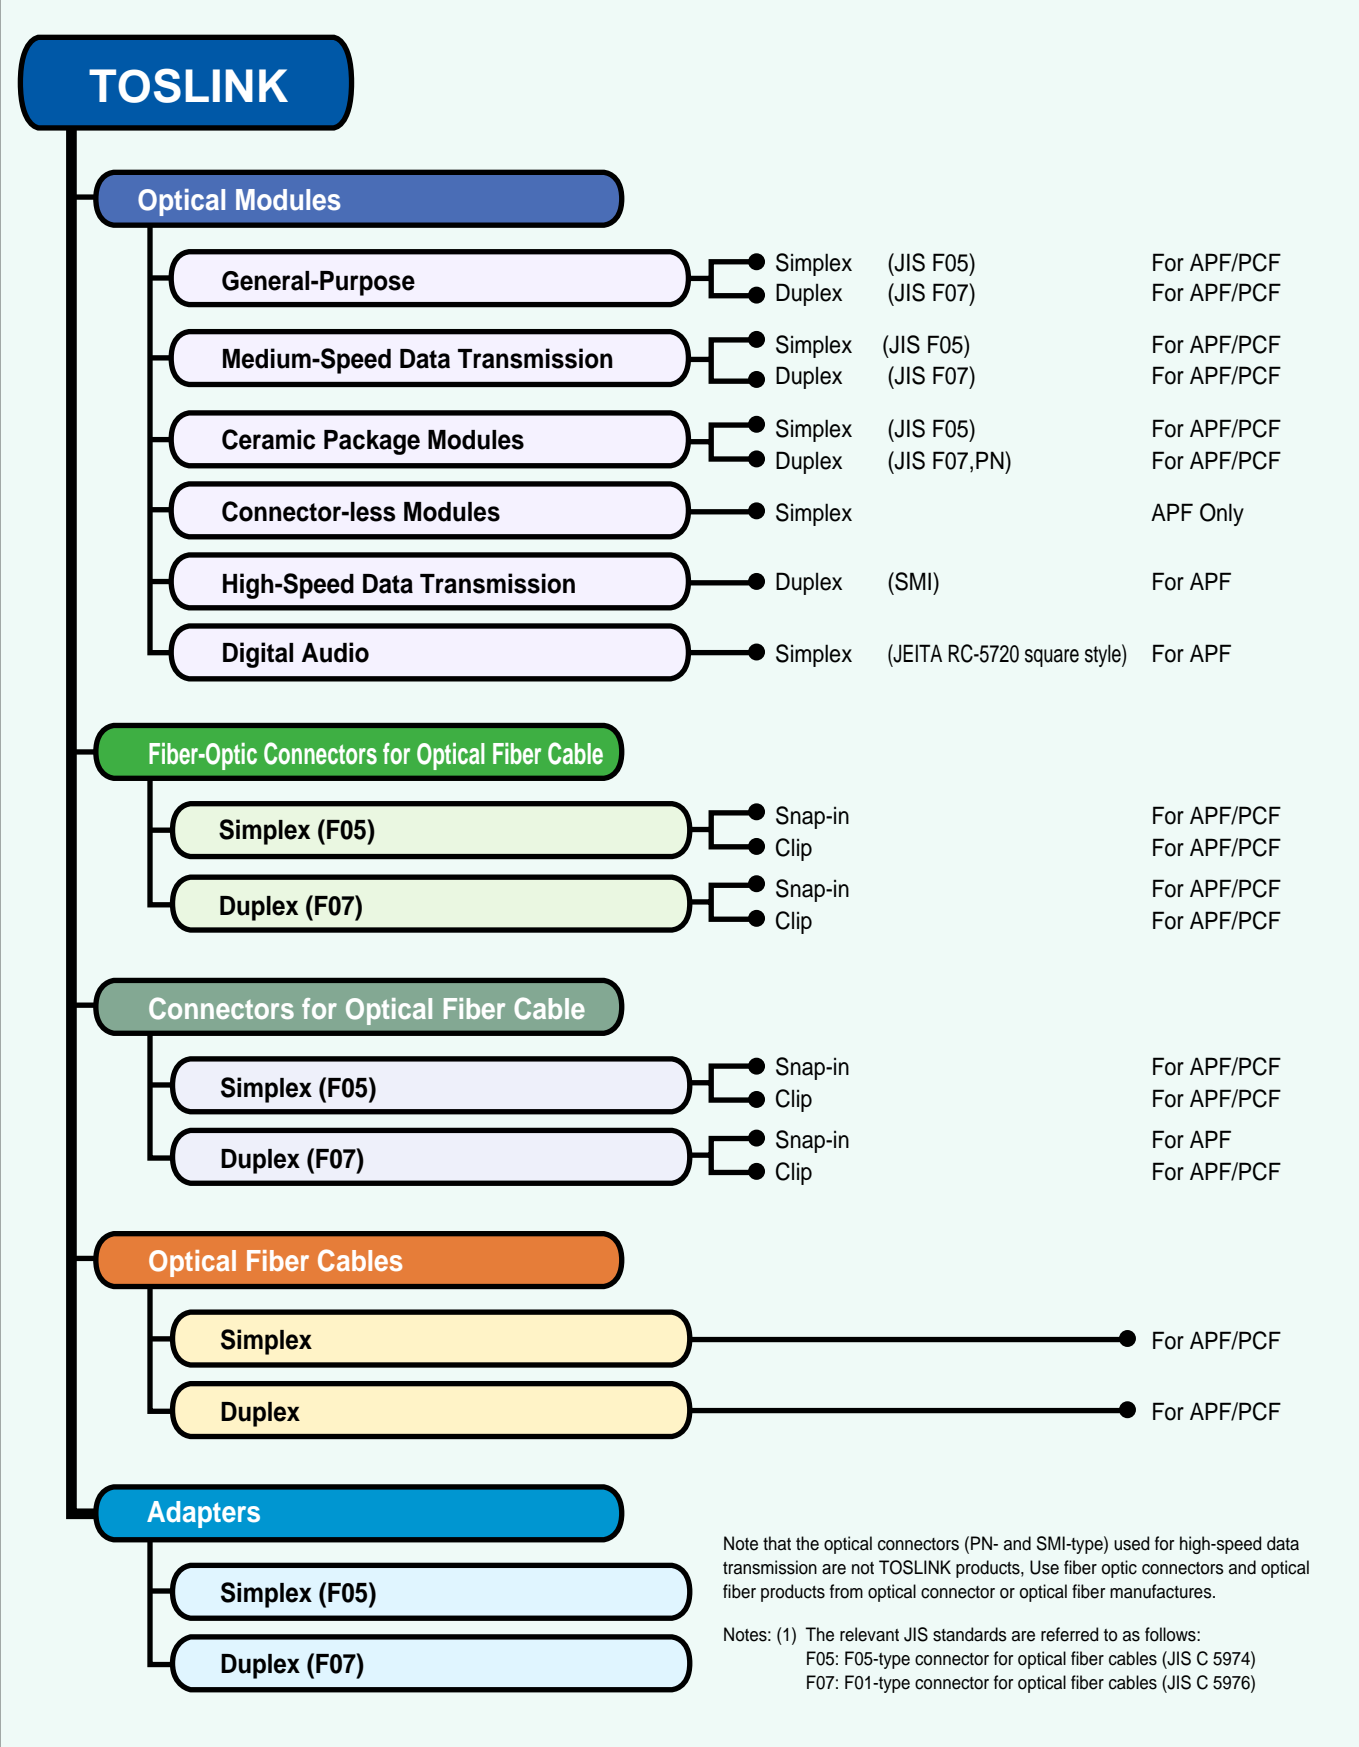 TOSLINK
Optical Modules
General-Purpose
Simplex (JIS F05) For APF/PCF
Duplex (JIS F07) For APF/PCF
Medium-Speed Data Transmission
Simplex (JIS F05) For APF/PCF
Duplex (JIS F07) For APF/PCF
Ceramic Package Modules
Simplex (JIS F05) For APF/PCF
Duplex (JIS F07,PN) For APF/PCF
Connector-less Modules Simplex APF Only
High-Speed Data Transmission Duplex (SMI) For APF
Digital Audio Simplex (JEITA RC-5720 square style) For APF
Fiber-Optic Connectors for Optical Fiber Cable
Simplex (F05)
Snap-in For APF/PCF
Clip For APF/PCF
Duplex (F07)
Snap-in For APF/PCF
Clip For APF/PCF
Connectors for Optical Fiber Cable
Simplex (F05)
Snap-in For APF/PCF
Clip For APF/PCF
Duplex (F07)
Snap-in For APF
Clip For APF/PCF
Optical Fiber Cables
Simplex For APF/PCF
Duplex For APF/PCF
Adapters
Simplex (F05)
Duplex (F07)
Note that the optical connectors (PN- and SMI-type) used for high-speed data
transmission are not TOSLINK products, Use fiber optic connectors and optical
fiber products from optical connector or optical fiber manufactures.
Notes: (1) The relevant JIS standards are referred to as follows:
F05: F05-type connector for optical fiber cables (JIS C 5974)
F07: F01-type connector for optical fiber cables (JIS C 5976)